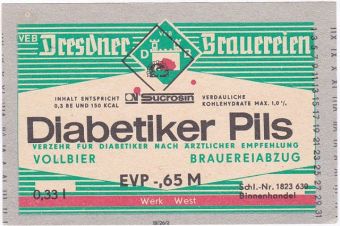 VEB Dresdner Brauereien
V D
D B
INHALT ENTSPRICHT
0,3 BE UND 190 KCAL
Sucrosin
VERDAULICHE
KOHLENHYDRATE MAX. 1,0%
Diabetiker Pils
VERZEHR FÜR DIABETIKER NACH ÄRZTLICHER EMPFEHLUNG
VOLLBIER BRAUEREIABZUG
0,33 l
EVP -,65 M
Schl.-Nr. 1823 630
Binnenhandel
Werk West